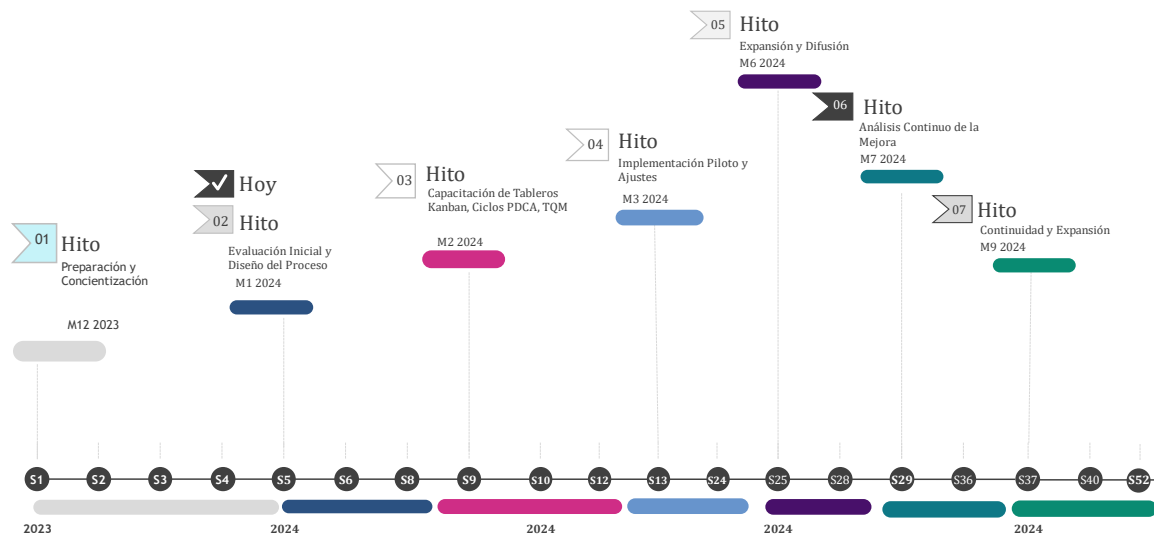 05
Hito
Expansión y Difusión
M6 2024
06
Hito
Análisis Continuo de la
Mejora
M7 2024
04
Hito
Implementación Piloto y
Ajustes
M3 2024
03
Hito
Capacitación de Tableros
Kanban, Ciclos PDCA, TQM
M2 2024
Hoy
02
Hito
Evaluación Inicial y
Diseño del Proceso
M1 2024
01
Hito
Preparación y
Concientización
M12 2023
07
Hito
Continuidad y Expansión
M9 2024
S1 S2 S3 S4 S5 S6 S8 S9 S10 S12 S13 S24 S25 S28 S29 S36 S37 S40 S52
2023 2024 2024 2024 2024